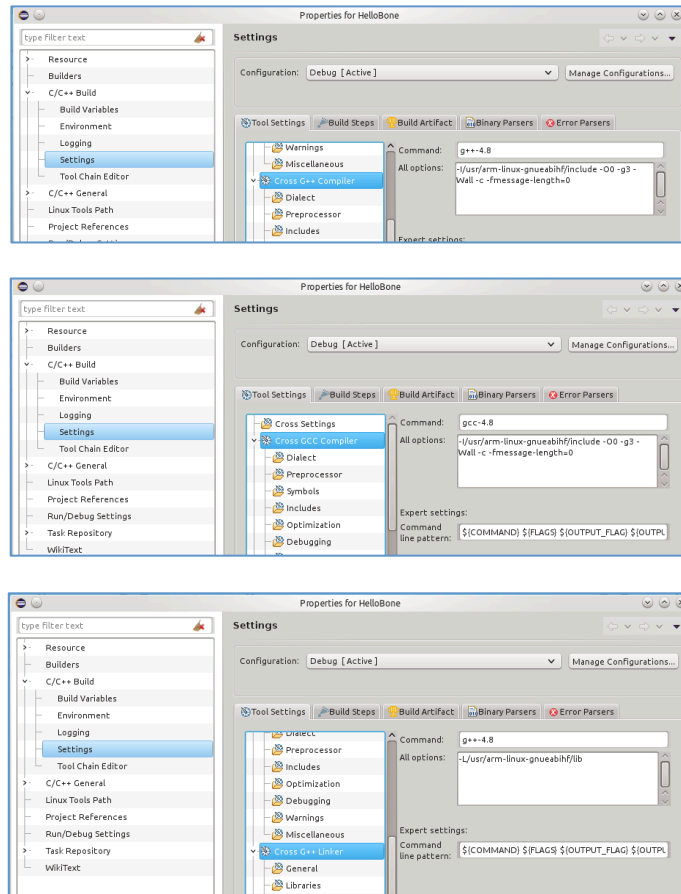 Properties for HelloBone
type filter text
Settings
Resource
Builders
C/C++ Build
Build Variables
Environment
Logging
Settings
Tool Chain Editor
C/C++ General
Linux Tools Path
Project References
Configuration: Debug [Active] Manage Configurations...
Tool Settings Build Steps Build Artifact Binary Parsers Error Parsers
Warnings
Miscellaneous
Cross G++ Compiler
Dialect
Preprocessor
Includes
Command: g++-4.8
All options: -I/usr/arm-linux-gnueabihf/include -O0 -g3 -
Wall -c -fmessage-length=0
Expert settings:
Properties for HelloBone
type filter text
Settings
Resource
Builders
C/C++ Build
Build Variables
Environment
Logging
Settings
Tool Chain Editor
C/C++ General
Linux Tools Path
Project References
Run/Debug Settings
Task Repository
WikiText
Configuration: Debug [Active] Manage Configurations...
Tool Settings Build Steps Build Artifact Binary Parsers Error Parsers
Cross Settings
Cross GCC Compiler
Dialect
Preprocessor
Symbols
Includes
Optimization
Debugging
Command: gcc-4.8
All options: -I/usr/arm-linux-gnueabihf/include -O0 -g3 -
Wall -c -fmessage-length=0
Expert settings:
Command
line pattern: ${COMMAND} ${FLAGS} ${OUTPUT_FLAG} ${OUTPU
Properties for HelloBone
type filter text
Settings
Resource
Builders
C/C++ Build
Build Variables
Environment
Logging
Settings
Tool Chain Editor
C/C++ General
Linux Tools Path
Project References
Run/Debug Settings
Task Repository
WikiText
Configuration: Debug [Active] Manage Configurations...
Tool Settings Build Steps Build Artifact Binary Parsers Error Parsers
Dialect
Preprocessor
Includes
Optimization
Debugging
Warnings
Miscellaneous
Cross G++ Linker
General
Libraries
Command: g++-4.8
All options: -L/usr/arm-linux-gnueabihf/lib
Expert settings:
Command
line pattern: ${COMMAND} ${FLAGS} ${OUTPUT_FLAG} ${OUTPU